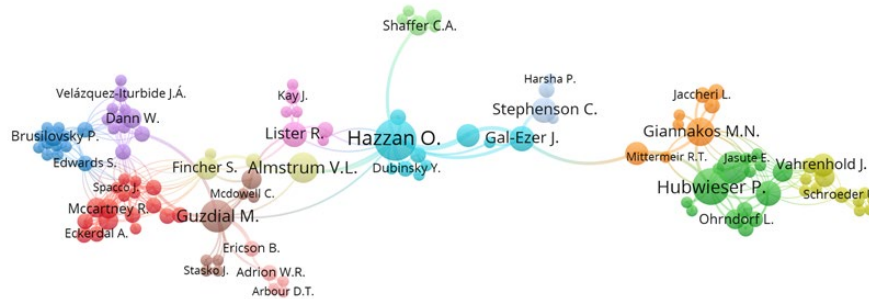 Shaffer C.A.
Harsha P.
Velázquez-Iturbide J.Á.
Kay J.
Jaccheri L.
Stephenson C.
Dann W.
Brusilovsky P.
Lister R.
Hazzan O.
Gal-Ezer J.
Giannakos M.N.
Edwards S.
Fincher S.
Almstrum V.L.
Dubinsky Y.
Mittermeir R.T.
Jasute E.
Vahrenhold J.
Spacco J.
Mcdowell C.
Hubwieser P.
Schroeder
Mccartney R.
Guzdial M.
Ohrndorf L.
Eckerdal A.
Ericson B.
Stasko J.
Adrion W.R.
Arbour D.T.